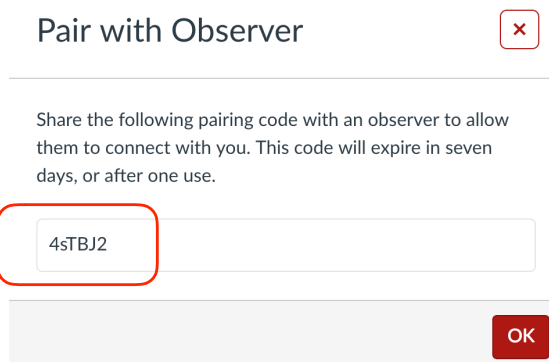 Pair with Observer
Share the following pairing code with an observer to allow
them to connect with you. This code will expire in seven
days, or after one use.
4sTBJ2
OK